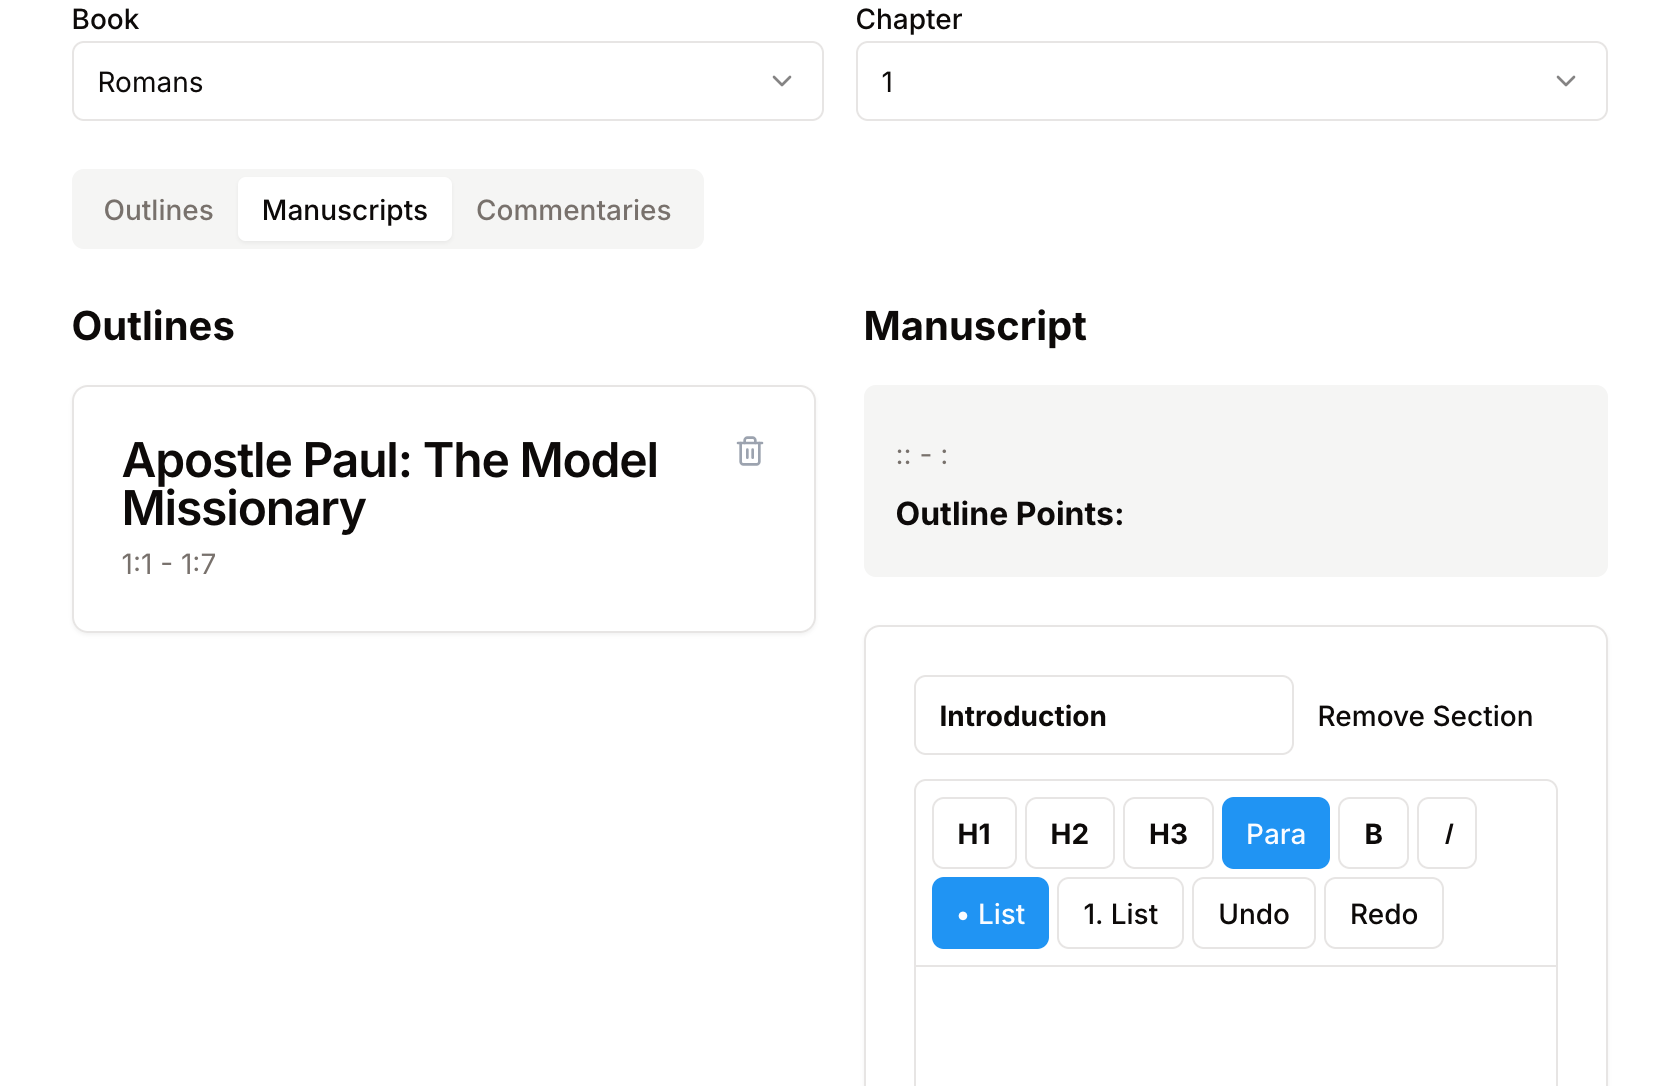 Book
Chapter
Romans
1
Outlines
Manuscripts
Commentaries
Outlines
Apostle Paul: The Model
Missionary
1:1 - 1:7
Manuscript
:: - :
Outline Points:
Introduction
Remove Section
H1
H2
H3
Para
B
I
• List
1. List
Undo
Redo